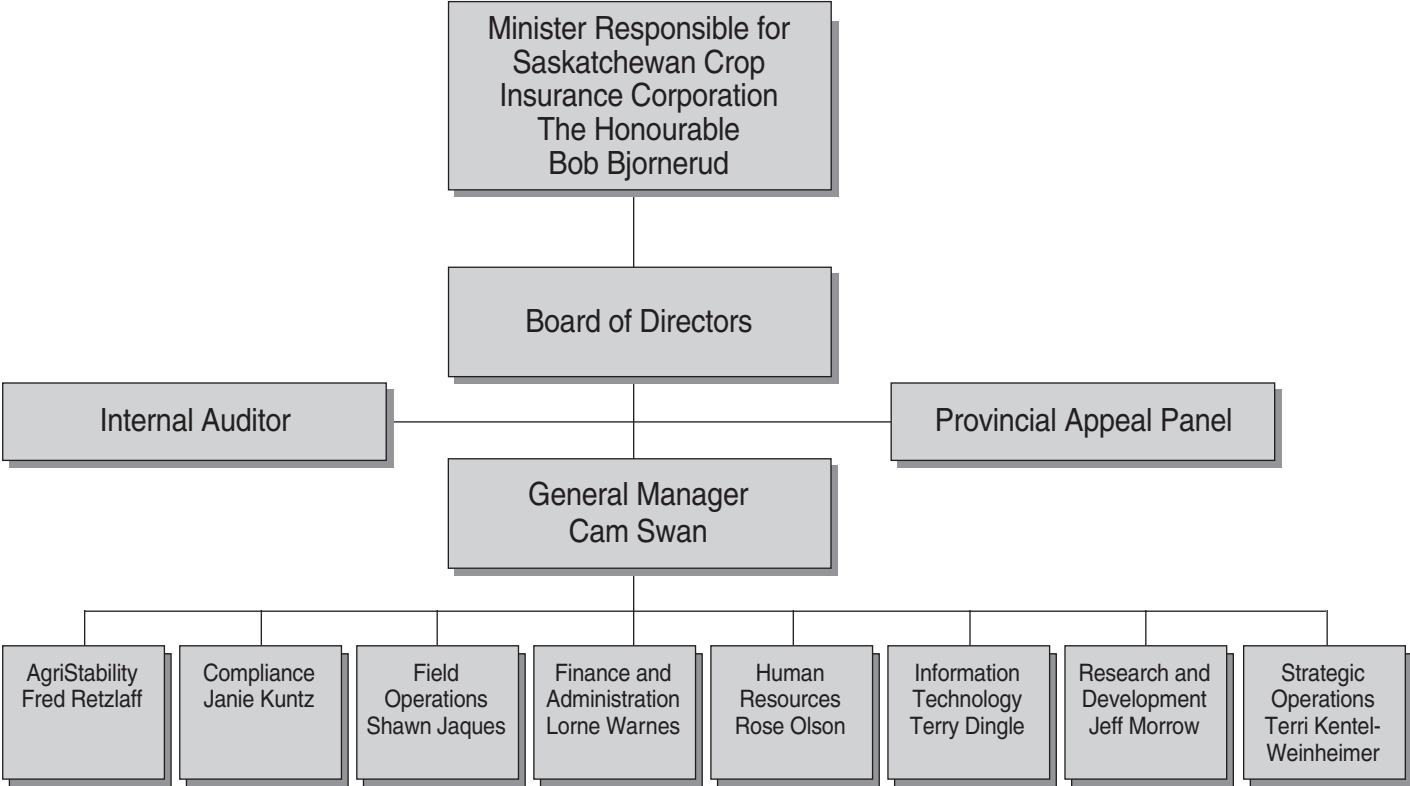 Minister Responsible for
Saskatchewan Crop
Insurance Corporation
The Honourable
Bob Bjornerud
Board of Directors
Internal Auditor
Provincial Appeal Panel
General Manager
Cam Swan
AgriStability
Fred Retzlaff
Compliance
Janie Kuntz
Field
Operations
Shawn Jaques
Finance and
Administration
Lorne Warnes
Human
Resources
Rose Olson
Information
Technology
Terry Dingle
Research and
Development
Jeff Morrow
Strategic
Operations
Terri Kentel-
Weinheimer